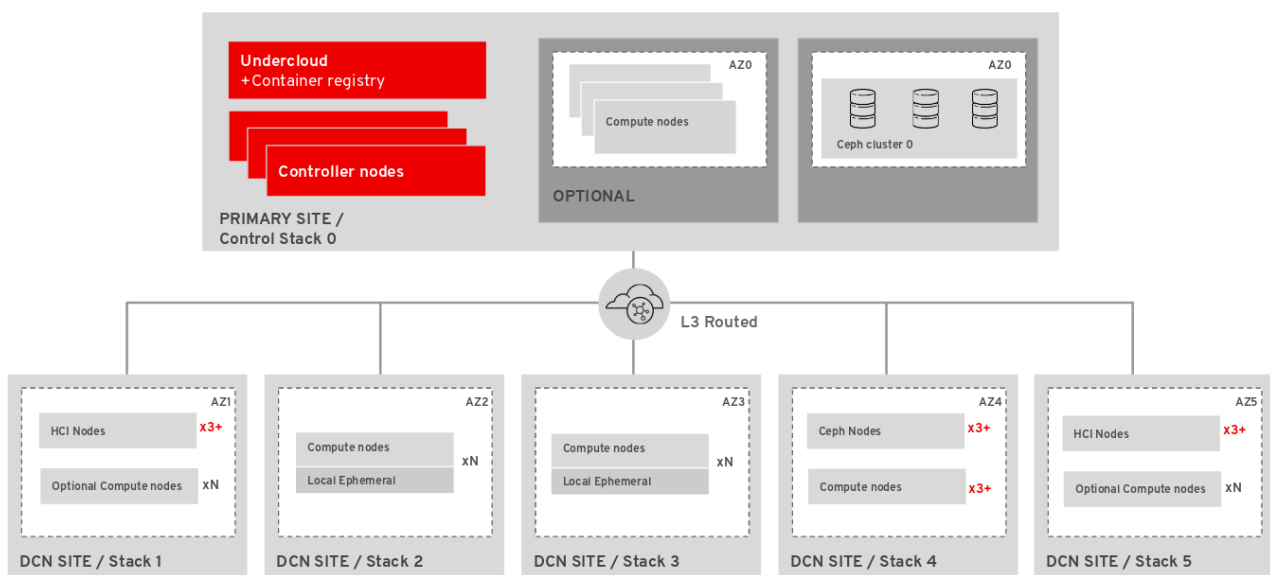 Undercloud
+Container registry
Controller nodes
PRIMARY SITE /
Control Stack 0
AZ0
Compute nodes
OPTIONAL
AZ0
Ceph cluster 0
L3 Routed
AZ1
HCI Nodes
x3+
Optional Compute nodes
xN
DCN SITE / Stack 1
AZ2
Compute nodes
xN
Local Ephemeral
DCN SITE / Stack 2
AZ3
Compute nodes
xN
Local Ephemeral
DCN SITE / Stack 3
AZ4
Ceph Nodes
x3+
Compute nodes
x3+
DCN SITE / Stack 4
AZ5
HCI Nodes
x3+
Optional Compute nodes
xN
DCN SITE / Stack 5